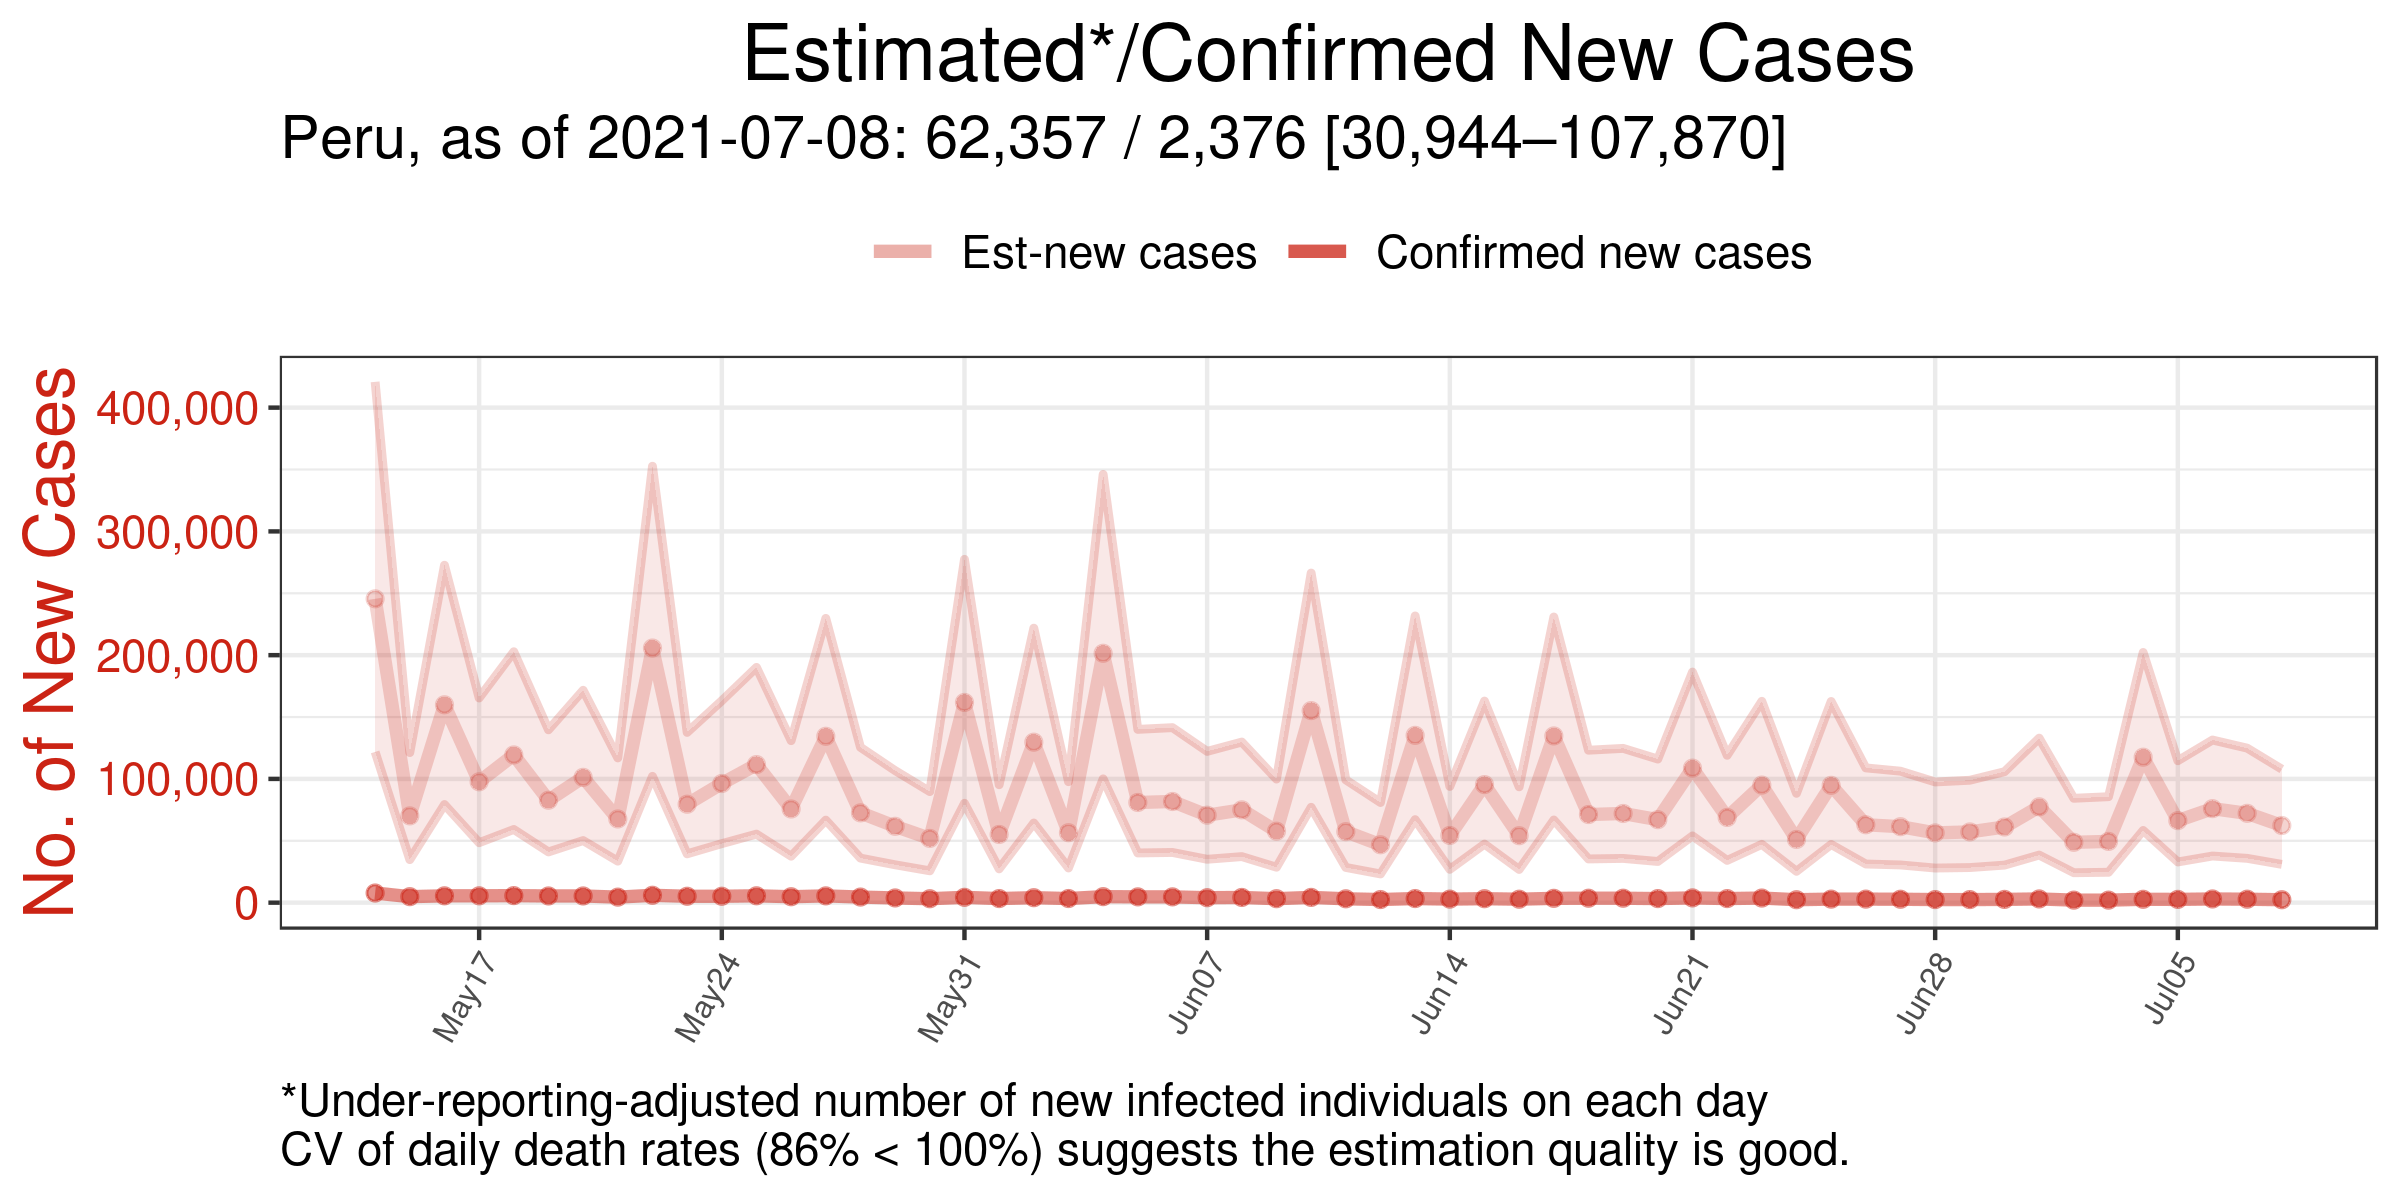 Estimated*/Confirmed New Cases
Peru, as of 2021-07-08: 62,357 / 2,376 [30,944–107,870]
Est-new cases Confirmed new cases
No. of New Cases
400,000
300,000
200,000
100,000
0
May17 May24 May31 Jun07 Jun14 Jun21 Jun28 Jul05
*Under-reporting-adjusted number of new infected individuals on each day
CV of daily death rates (86% < 100%) suggests the estimation quality is good.